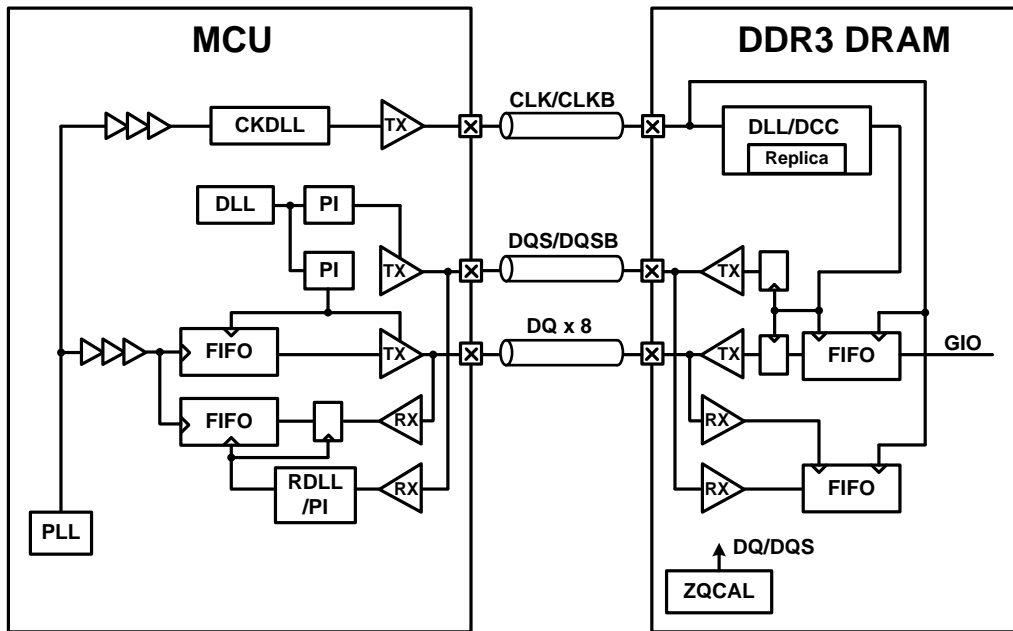 MCU
DDR3 DRAM
CLK/CLKB
CKDLL
TX
DLL/DCC
Replica
DLL
PI
DQS/DQSB
PI
TX
TX
DQ x 8
FIFO
TX
TX
FIFO
GIO
FIFO
RX
RX
RDLL
/PI
RX
RX
FIFO
PLL
DQ/DQS
ZQCAL